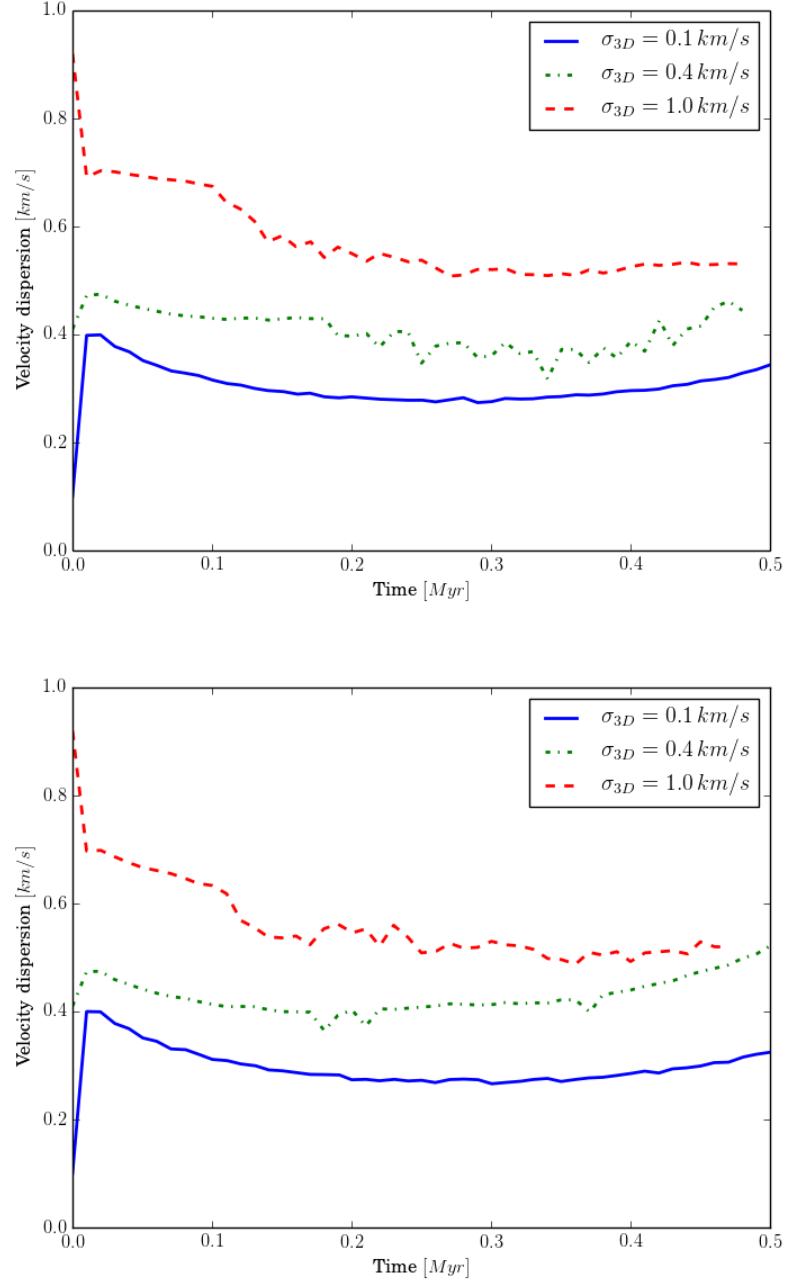 1.0
0.8
0.6
0.4
0.2
0.0
Velocity dispersion [km/s]
σ3D = 0.1 km/s
σ3D = 0.4 km/s
σ3D = 1.0 km/s
0.0 0.1 0.2 0.3 0.4 0.5
Time [Myr]
1.0
0.8
0.6
0.4
0.2
0.0
Velocity dispersion [km/s]
σ3D = 0.1 km/s
σ3D = 0.4 km/s
σ3D = 1.0 km/s
0.0 0.1 0.2 0.3 0.4 0.5
Time [Myr]